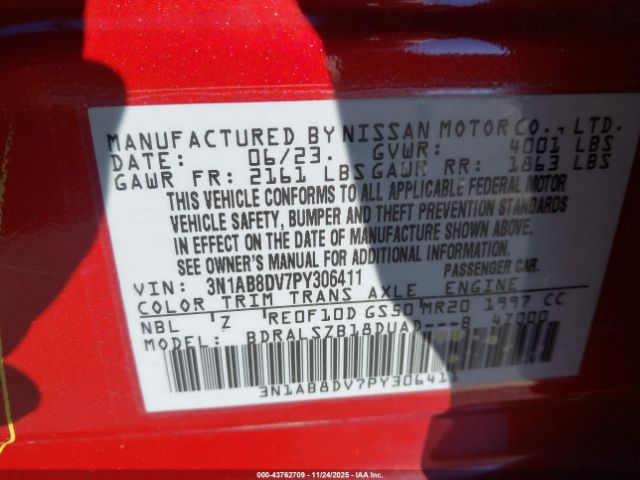 MANUFACTURED BY NISSAN MOTOR CO., LTD.
DATE: 06/23. GVWR: 4001 LBS
GAWR FR: 2161 LBS GAWR RR: 1863 LBS
THIS VEHICLE CONFORMS TO ALL APPLICABLE FEDERAL MOTOR
VEHICLE SAFETY, BUMPER AND THEFT PREVENTION STANDARDS
IN EFFECT ON THE DATE OF MANUFACTURE SHOWN ABOVE.
SEE OWNER'S MANUAL FOR ADDITIONAL INFORMATION.
VIN: 3N1AB8DV7PY306411 PASSENGER CAR.
COLOR TRIM TRANS AXLE ENGINE
NBL Z RE0F10D GS50 MR20 1997 CC
MODEL: BDRALSZB18DUAD---B 47000
3N1AB8DV7PY306411
000-43762709 - 11/24/2025 - IAA Inc.